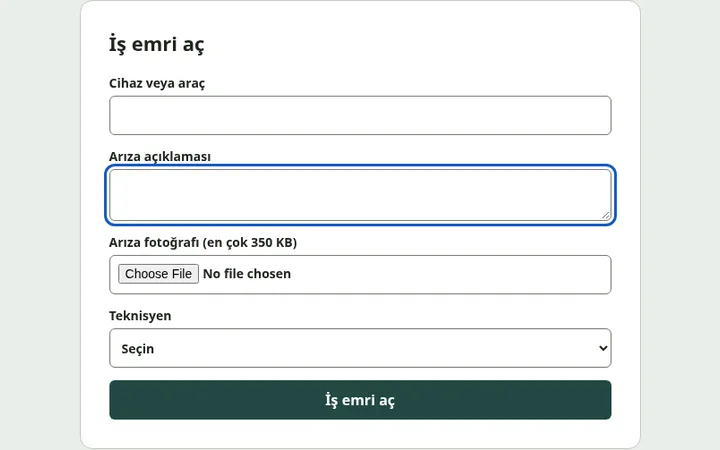 İş emri aç
Cihaz veya araç
Arıza açıklaması
Arıza fotoğrafı (en çok 350 KB)
Choose File No file chosen
Teknisyen
Seçin
İş emri aç